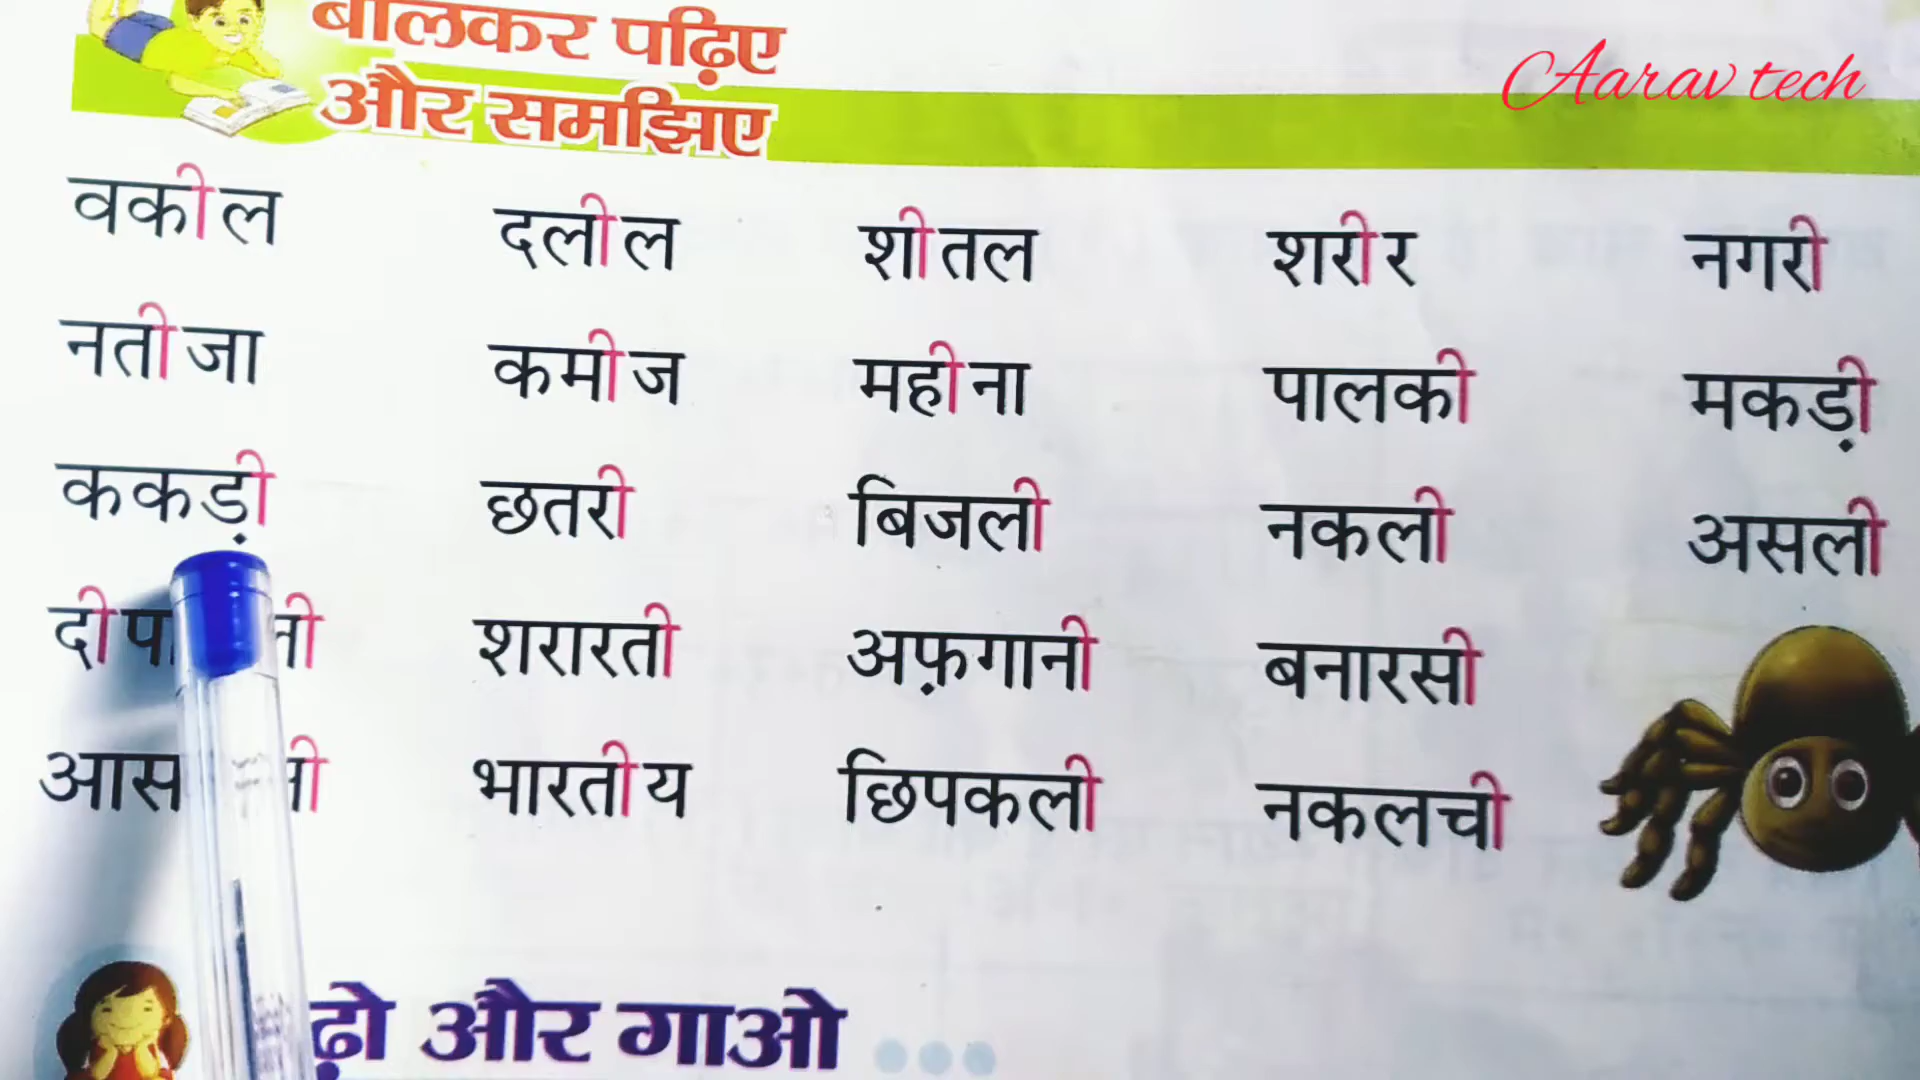 बोलकर पढ़िए
और समझिए
Aarav tech
वकील दलील शीतल शरीर नगरी
नतीजा कमीज महीना पालकी मकड़ी
ककड़ी छतरी बिजली नकली असली
शरारती अफ़गानी बनारसी
भारतीय छिपकली नकलची
और गाओ